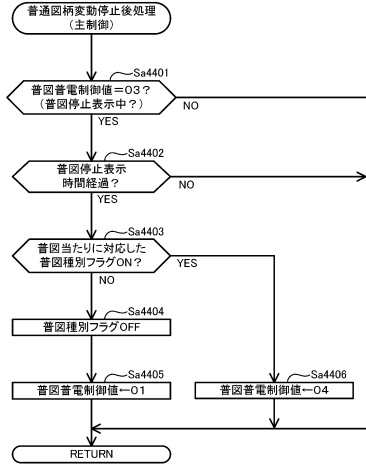 普通図柄変動停止後処理
（主制御）
Sa4401
普図普電制御値＝03？
（普図停止表示中？）
NO
YES
Sa4402
普図停止表示
時間経過？
NO
YES
Sa4403
普図当たりに対応した
普図種別フラグON？
YES
NO
Sa4404
普図種別フラグOFF
Sa4405
普図普電制御値←01
Sa4406
普図普電制御値←04
RETURN